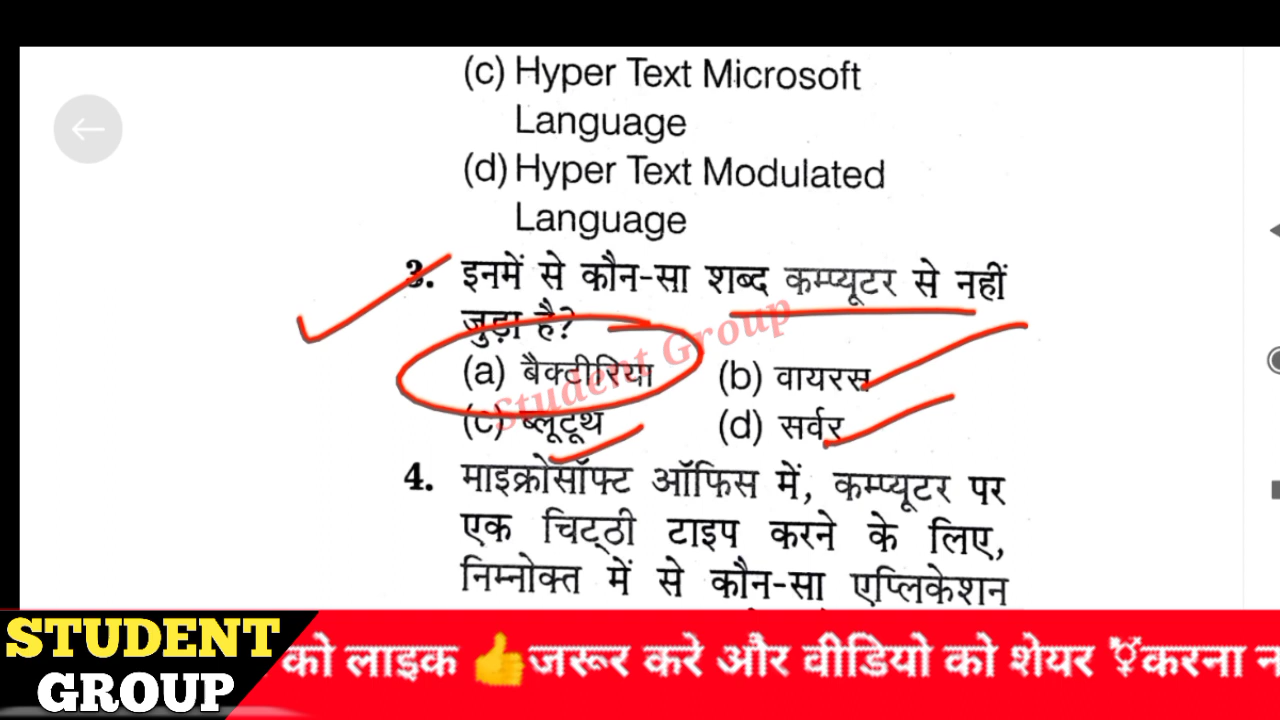 (c) Hyper Text Microsoft
Language
(d) Hyper Text Modulated
Language
3. इनमें से कौन-सा शब्द कम्प्यूटर से नहीं
जुड़ा है?
(a) बैक्टीरिया (b) वायरस
(c) ब्लूटूथ (d) सर्वर
Student Group
4. माइक्रोसॉफ्ट ऑफिस में, कम्प्यूटर पर
एक चिट्ठी टाइप करने के लिए,
निम्नोक्त में से कौन-सा एप्लिकेशन
STUDENT
GROUP
को लाइक 👍जरूर करे और वीडियो को शेयर ⚧करना न